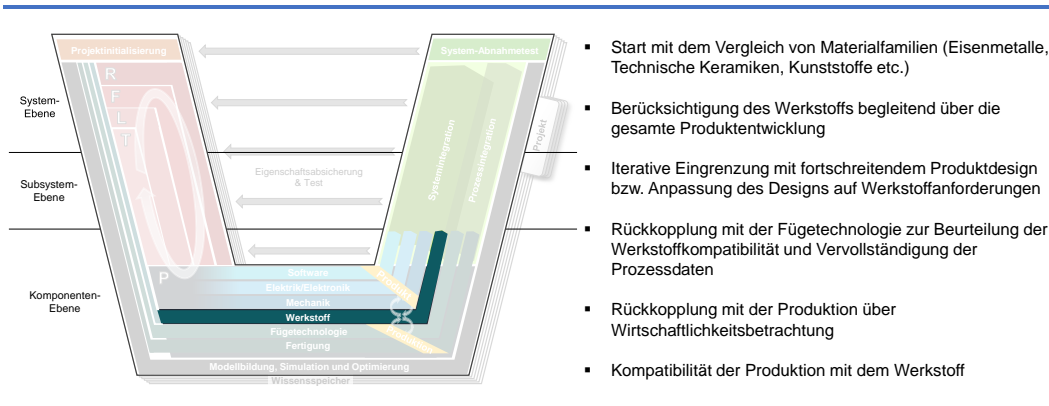 Projektinitialisierung
System-Abnahmetest
R
F
L
T
P
System-
Ebene
Subsystem-
Ebene
Komponenten-
Ebene
Eigenschaftsabsicherung
& Test
Systemintegration
Prozessintegration
Projekt
Software
Elektrik/Elektronik
Mechanik
Werkstoff
Fügetechnologie
Fertigung
Produkt
Produktion
Modellbildung, Simulation und Optimierung
Wissensspeicher
▪ Start mit dem Vergleich von Materialfamilien (Eisenmetalle,
Technische Keramiken, Kunststoffe etc.)
▪ Berücksichtigung des Werkstoffs begleitend über die
gesamte Produktentwicklung
▪ Iterative Eingrenzung mit fortschreitendem Produktdesign
bzw. Anpassung des Designs auf Werkstoffanforderungen
▪ Rückkopplung mit der Fügetechnologie zur Beurteilung der
Werkstoffkompatibilität und Vervollständigung der
Prozessdaten
▪ Rückkopplung mit der Produktion über
Wirtschaftlichkeitsbetrachtung
▪ Kompatibilität der Produktion mit dem Werkstoff